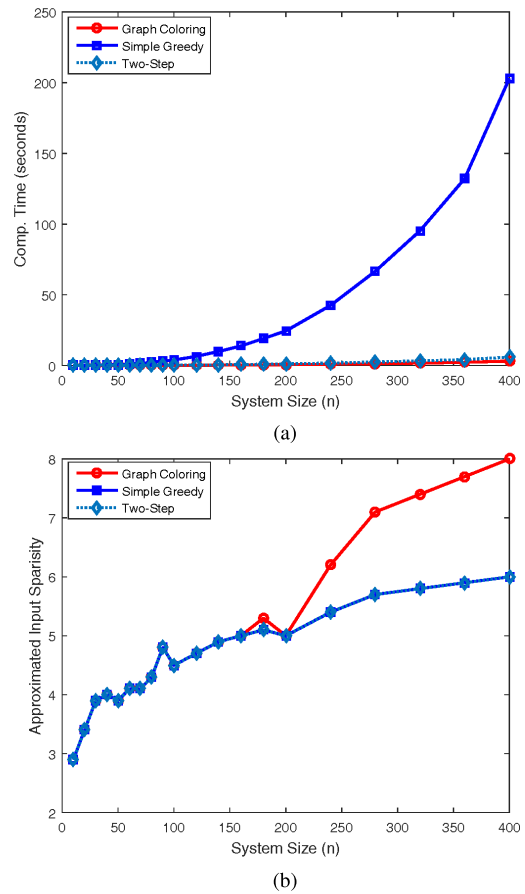 250
200
150
100
50
0
Comp. Time (seconds)
Graph Coloring
Simple Greedy
Two-Step
0 50 100 150 200 250 300 350 400
System Size (n)
(a)
8
7
6
5
4
3
2
Approximated Input Sparisity
Graph Coloring
Simple Greedy
Two-Step
0 50 100 150 200 250 300 350 400
System Size (n)
(b)